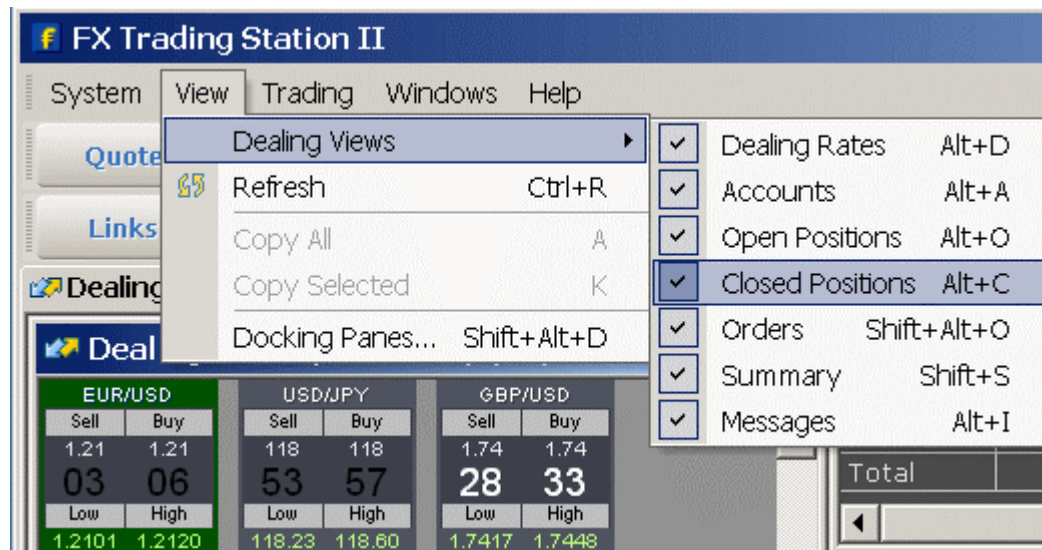 FX Trading Station II
System View Trading Windows Help
Quote
Links
Dealing Views
Refresh Ctrl+R
Copy All A
Copy Selected K
Docking Panes... Shift+Alt+D
Dealing Rates Alt+D
Accounts Alt+A
Open Positions Alt+O
Closed Positions Alt+C
Orders Shift+Alt+O
Summary Shift+S
Messages Alt+I
Dealing
Deal
EUR/USD USD/JPY GBP/USD
Sell Buy Sell Buy Sell Buy
1.21 1.21 118 118 1.74 1.74
03 06 53 57 28 33
Low High Low High Low High
1.2101 1.2120 118.23 118.60 1.7417 1.7448
Total